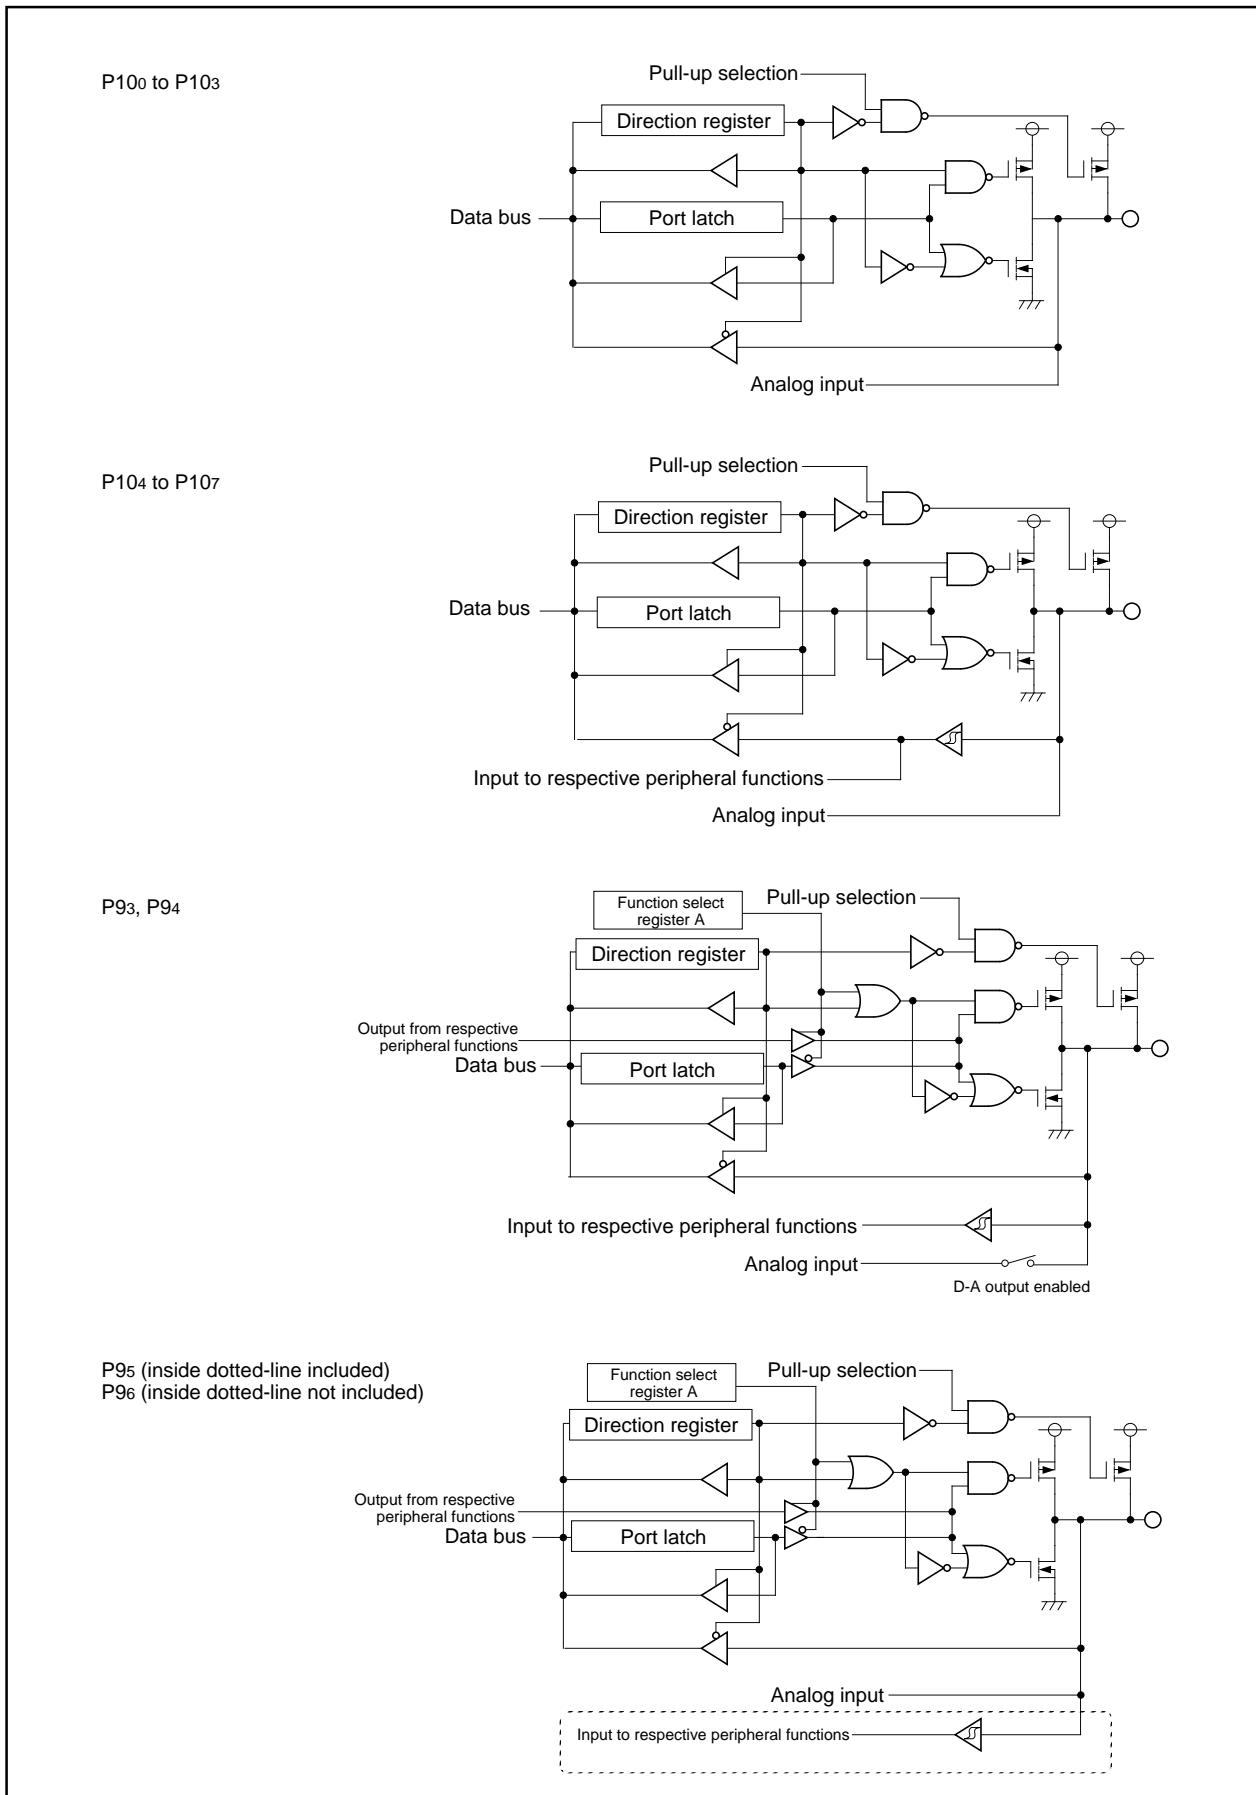 P100 to P103
Pull-up selection
Direction register
Data bus
Port latch
Analog input
P104 to P107
Pull-up selection
Direction register
Data bus
Port latch
Input to respective peripheral functions
Analog input
P93, P94
Function select
register A
Pull-up selection
Direction register
Output from respective
peripheral functions
Data bus
Port latch
Input to respective peripheral functions
Analog input
D-A output enabled
P95 (inside dotted-line included)
P96 (inside dotted-line not included)
Function select
register A
Pull-up selection
Direction register
Output from respective
peripheral functions
Data bus
Port latch
Analog input
Input to respective peripheral functions